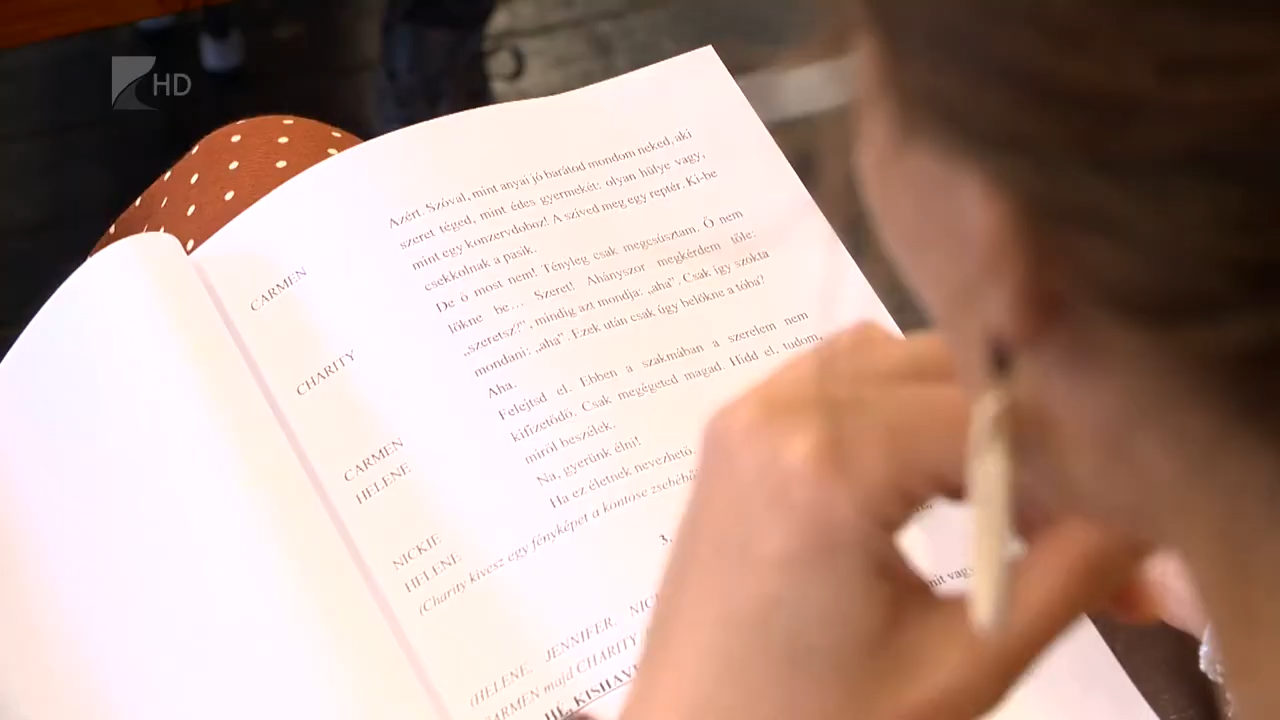 HD
Azért. Szóval, mint anyai jó barátod mondom neked, aki
szeret téged, mint édes gyermekét: olyan hülye vagy,
mint egy konzervdoboz! A szíved meg egy reptér. Ki-be
csekkolnak a pasik.
CARMEN De ő most nem! Tényleg csak megcsúsztam. Ő nem
lökne be... Szeret! Ahányszor megkérdem tőle:
„szeretsz?", mindig azt mondja: „aha". Csak így szokta
mondani: „aha". Ezek után csak úgy belökne a tóba?
CHARITY Aha.
Felejtsd el. Ebben a szakmában a szerelem nem
kifizetődő. Csak megégeted magad. Hidd el, tudom,
miről beszélek.
CARMEN Na, gyerünk élni!
HELENE Ha ez életnek nevezhető.
NICKIE
HELENE
(Charity kivesz egy fényképet a köntöse
3.
mit
(HELENE, JENNIFER,
CARMEN majd CHARITY
HÉ,